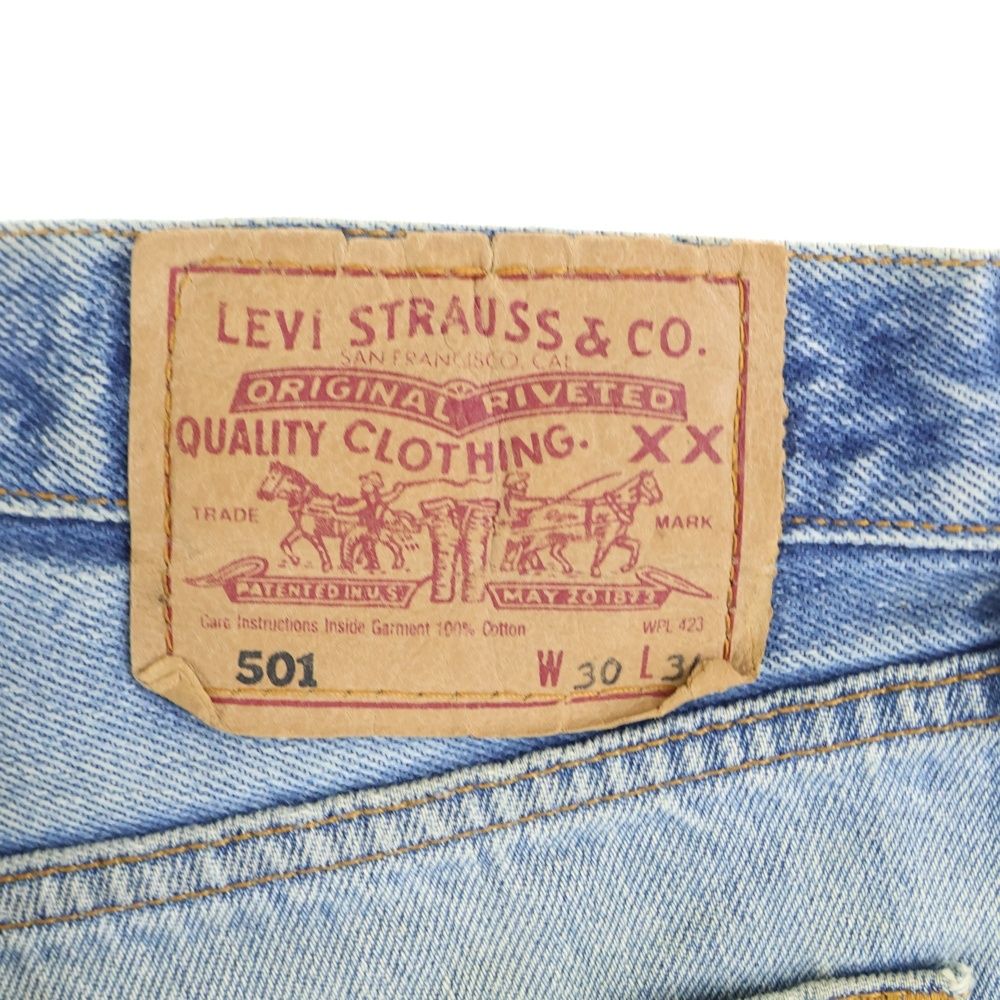 LEVI STRAUSS & CO.
SAN FRANCISCO, CAL
ORIGINAL RIVETED
QUALITY CLOTHING. XX
TRADE MARK
PATENTED IN U.S. MAY 20 1873
Care Instructions Inside Garment 100% Cotton WPL 423
501 W 30 L